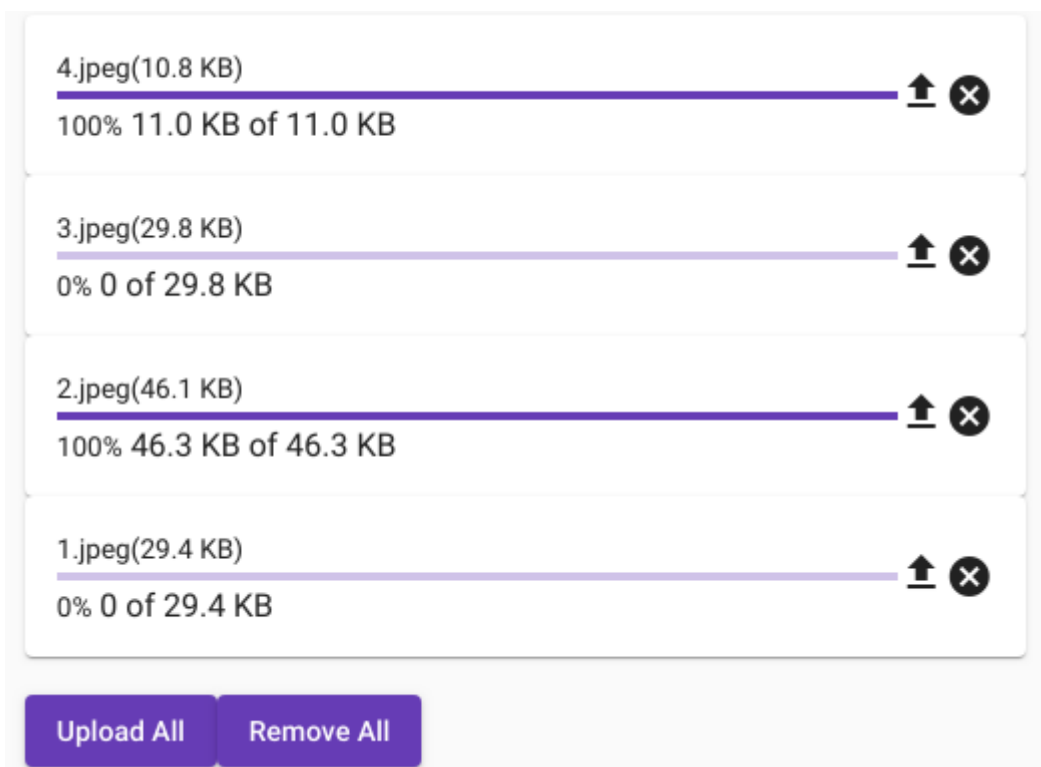 4.jpeg(10.8 KB)
100% 11.0 KB of 11.0 KB
3.jpeg(29.8 KB)
0% 0 of 29.8 KB
2.jpeg(46.1 KB)
100% 46.3 KB of 46.3 KB
1.jpeg(29.4 KB)
0% 0 of 29.4 KB
Upload All Remove All